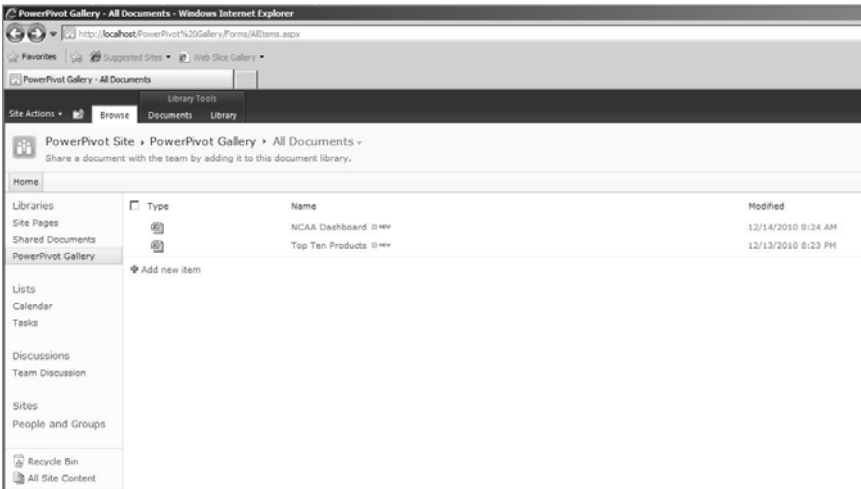 PowerPivot Gallery - All Documents - Windows Internet Explorer
http://localhost/PowerPivot%20Gallery/Forms/AllItems.aspx
Favorites Suggested Sites Web Slice Gallery
PowerPivot Gallery - All Documents
Library Tools
Site Actions Browse Documents Library
PowerPivot Site PowerPivot Gallery All Documents
Share a document with the team by adding it to this document library.
Home
Libraries
Site Pages
Shared Documents
PowerPivot Gallery
Lists
Calendar
Tasks
Discussions
Team Discussion
Sites
People and Groups
Recycle Bin
All Site Content
Type Name Modified
NCAA Dashboard NEW 12/14/2010 8:24 AM
Top Ten Products NEW 12/13/2010 8:23 PM
Add new item